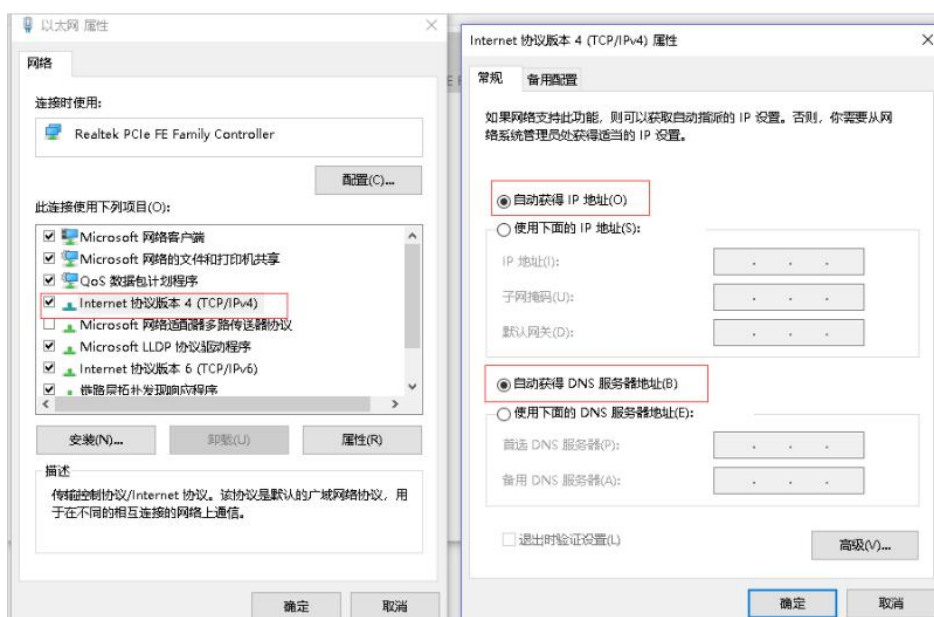 以太网 属性
网络
连接时使用:
Realtek PCIe FE Family Controller
配置(C)...
此连接使用下列项目(O):
Microsoft 网络客户端
Microsoft 网络的文件和打印机共享
QoS 数据包计划程序
Internet 协议版本 4 (TCP/IPv4)
Microsoft 网络适配器多路传送器协议
Microsoft LLDP 协议驱动程序
Internet 协议版本 6 (TCP/IPv6)
链路层拓扑发现响应程序
安装(N)...
卸载(U)
属性(R)
描述
传输控制协议/Internet 协议。该协议是默认的广域网络协议，用
于在不同的相互连接的网络上通信。
确定
取消
Internet 协议版本 4 (TCP/IPv4) 属性
常规
备用配置
如果网络支持此功能，则可以获取自动指派的 IP 设置。否则，你需要从网
络系统管理员处获得适当的 IP 设置。
自动获得 IP 地址(O)
使用下面的 IP 地址(S):
IP 地址(I):
子网掩码(U):
默认网关(D):
自动获得 DNS 服务器地址(B)
使用下面的 DNS 服务器地址(E):
首选 DNS 服务器(P):
备用 DNS 服务器(A):
退出时验证设置(L)
高级(V)...
确定
取消